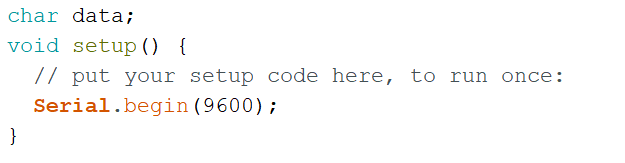 char data;
void setup() {
  // put your setup code here, to run once:
  Serial.begin(9600);
}